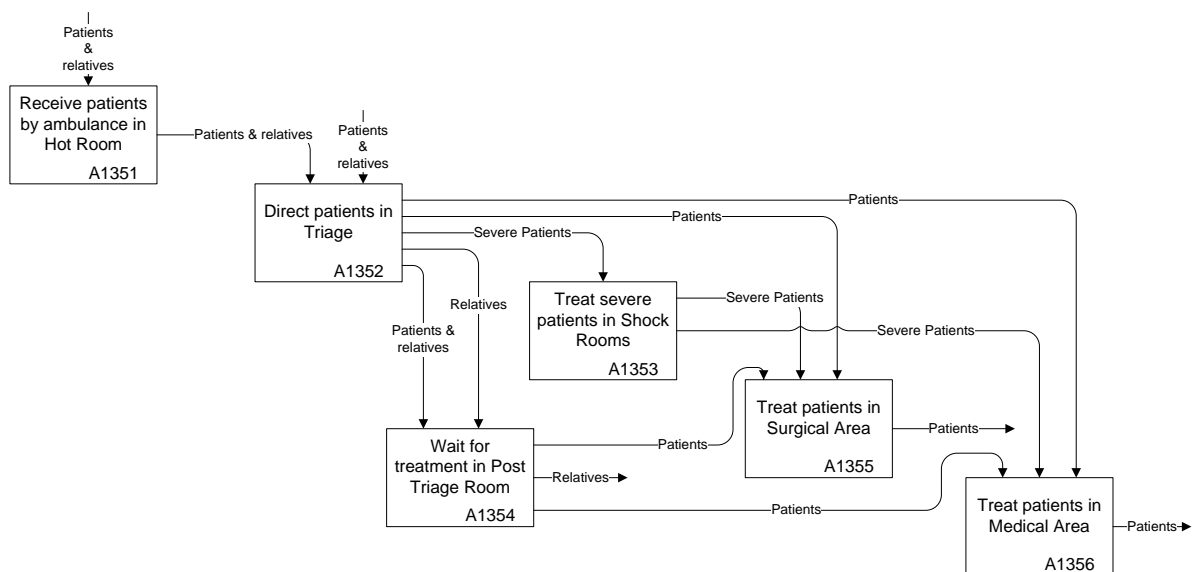 Patients
&
relatives
Receive patients
by ambulance in
Hot Room
A1351
Patients & relatives
Patients
&
relatives
Direct patients in
Triage
A1352
Patients
Patients
Severe Patients
Relatives
Patients &
relatives
Treat severe
patients in Shock
Rooms
A1353
Severe Patients
Severe Patients
Wait for
treatment in Post
Triage Room
A1354
Patients
Relatives
Patients
Treat patients in
Surgical Area
A1355
Patients
Treat patients in
Medical Area
A1356
Patients